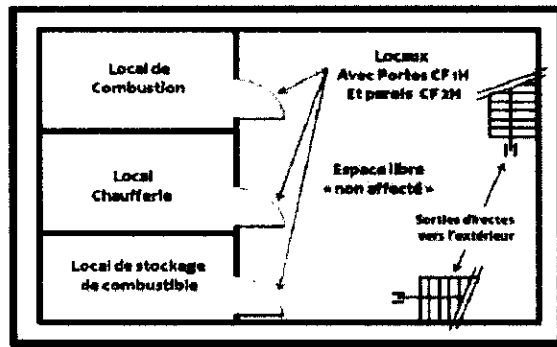 Local de
Combustion
Locaux
Avec Portes CF 1H
Et parois CF 2H
Local
Chaufferie
Espace libre
« non affecté »
Sorties directes
vers l'extérieur
Local de stockage
de combustible